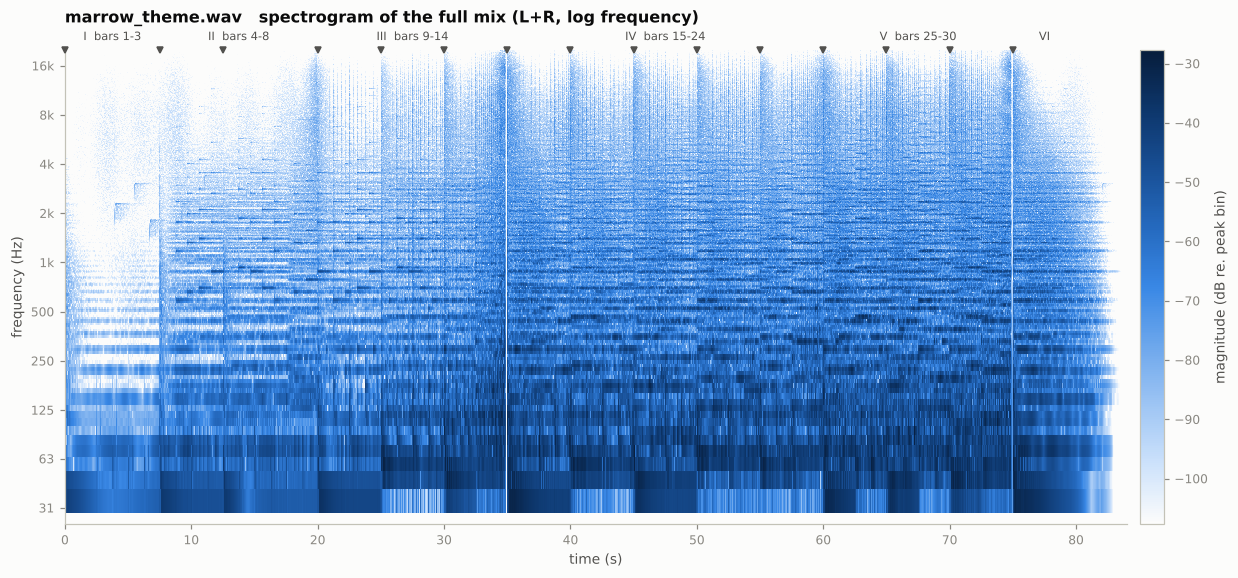 marrow_theme.wav   spectrogram of the full mix (L+R, log frequency)
I  bars 1-3
II  bars 4-8
III  bars 9-14
IV  bars 15-24
V  bars 25-30
VI
16k
8k
4k
2k
1k
500
250
125
63
31
frequency (Hz)
0
10
20
30
40
50
60
70
80
time (s)
−30
−40
−50
−60
−70
−80
−90
−100
magnitude (dB re. peak bin)